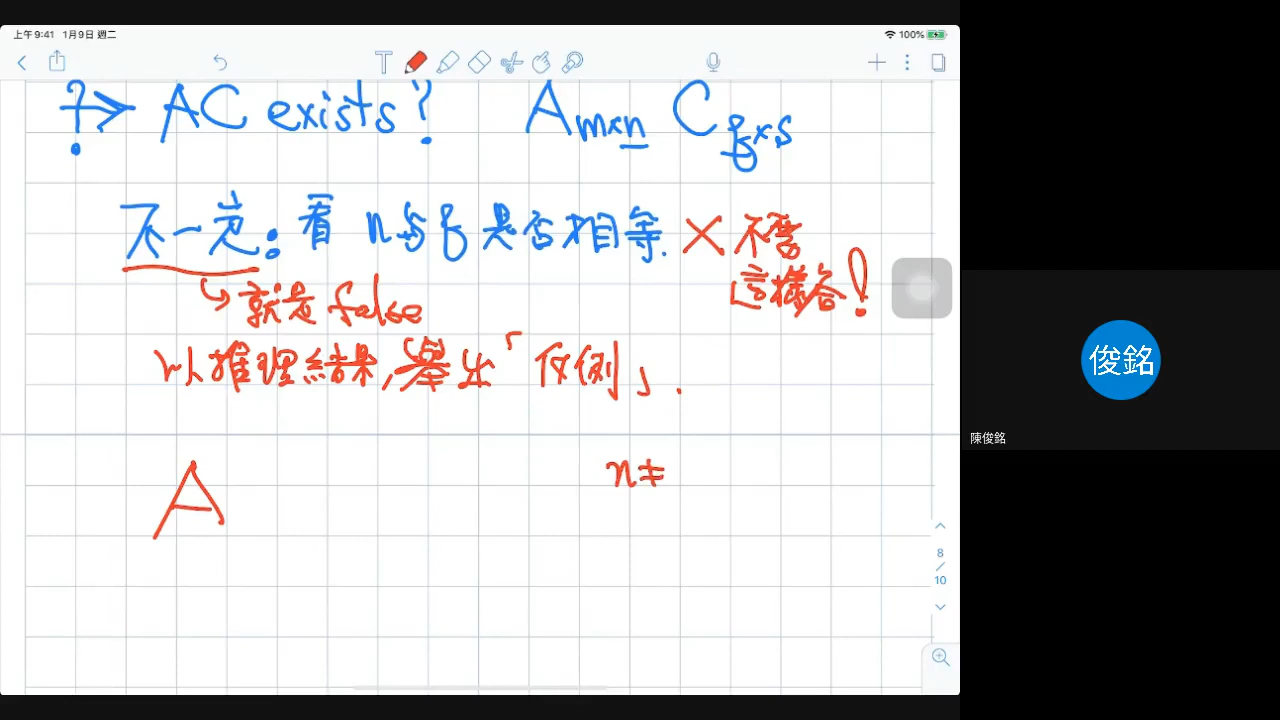 上午9:41 1月9日 週二
100%
?⇒ AC exists? Am×n Cq×s
不一定:看 n與q 是否相等. × 不要
這樣答!
↪就是 false
以推理結果,舉出「反例」.
A n≠
8
/
10
俊銘
陳俊銘